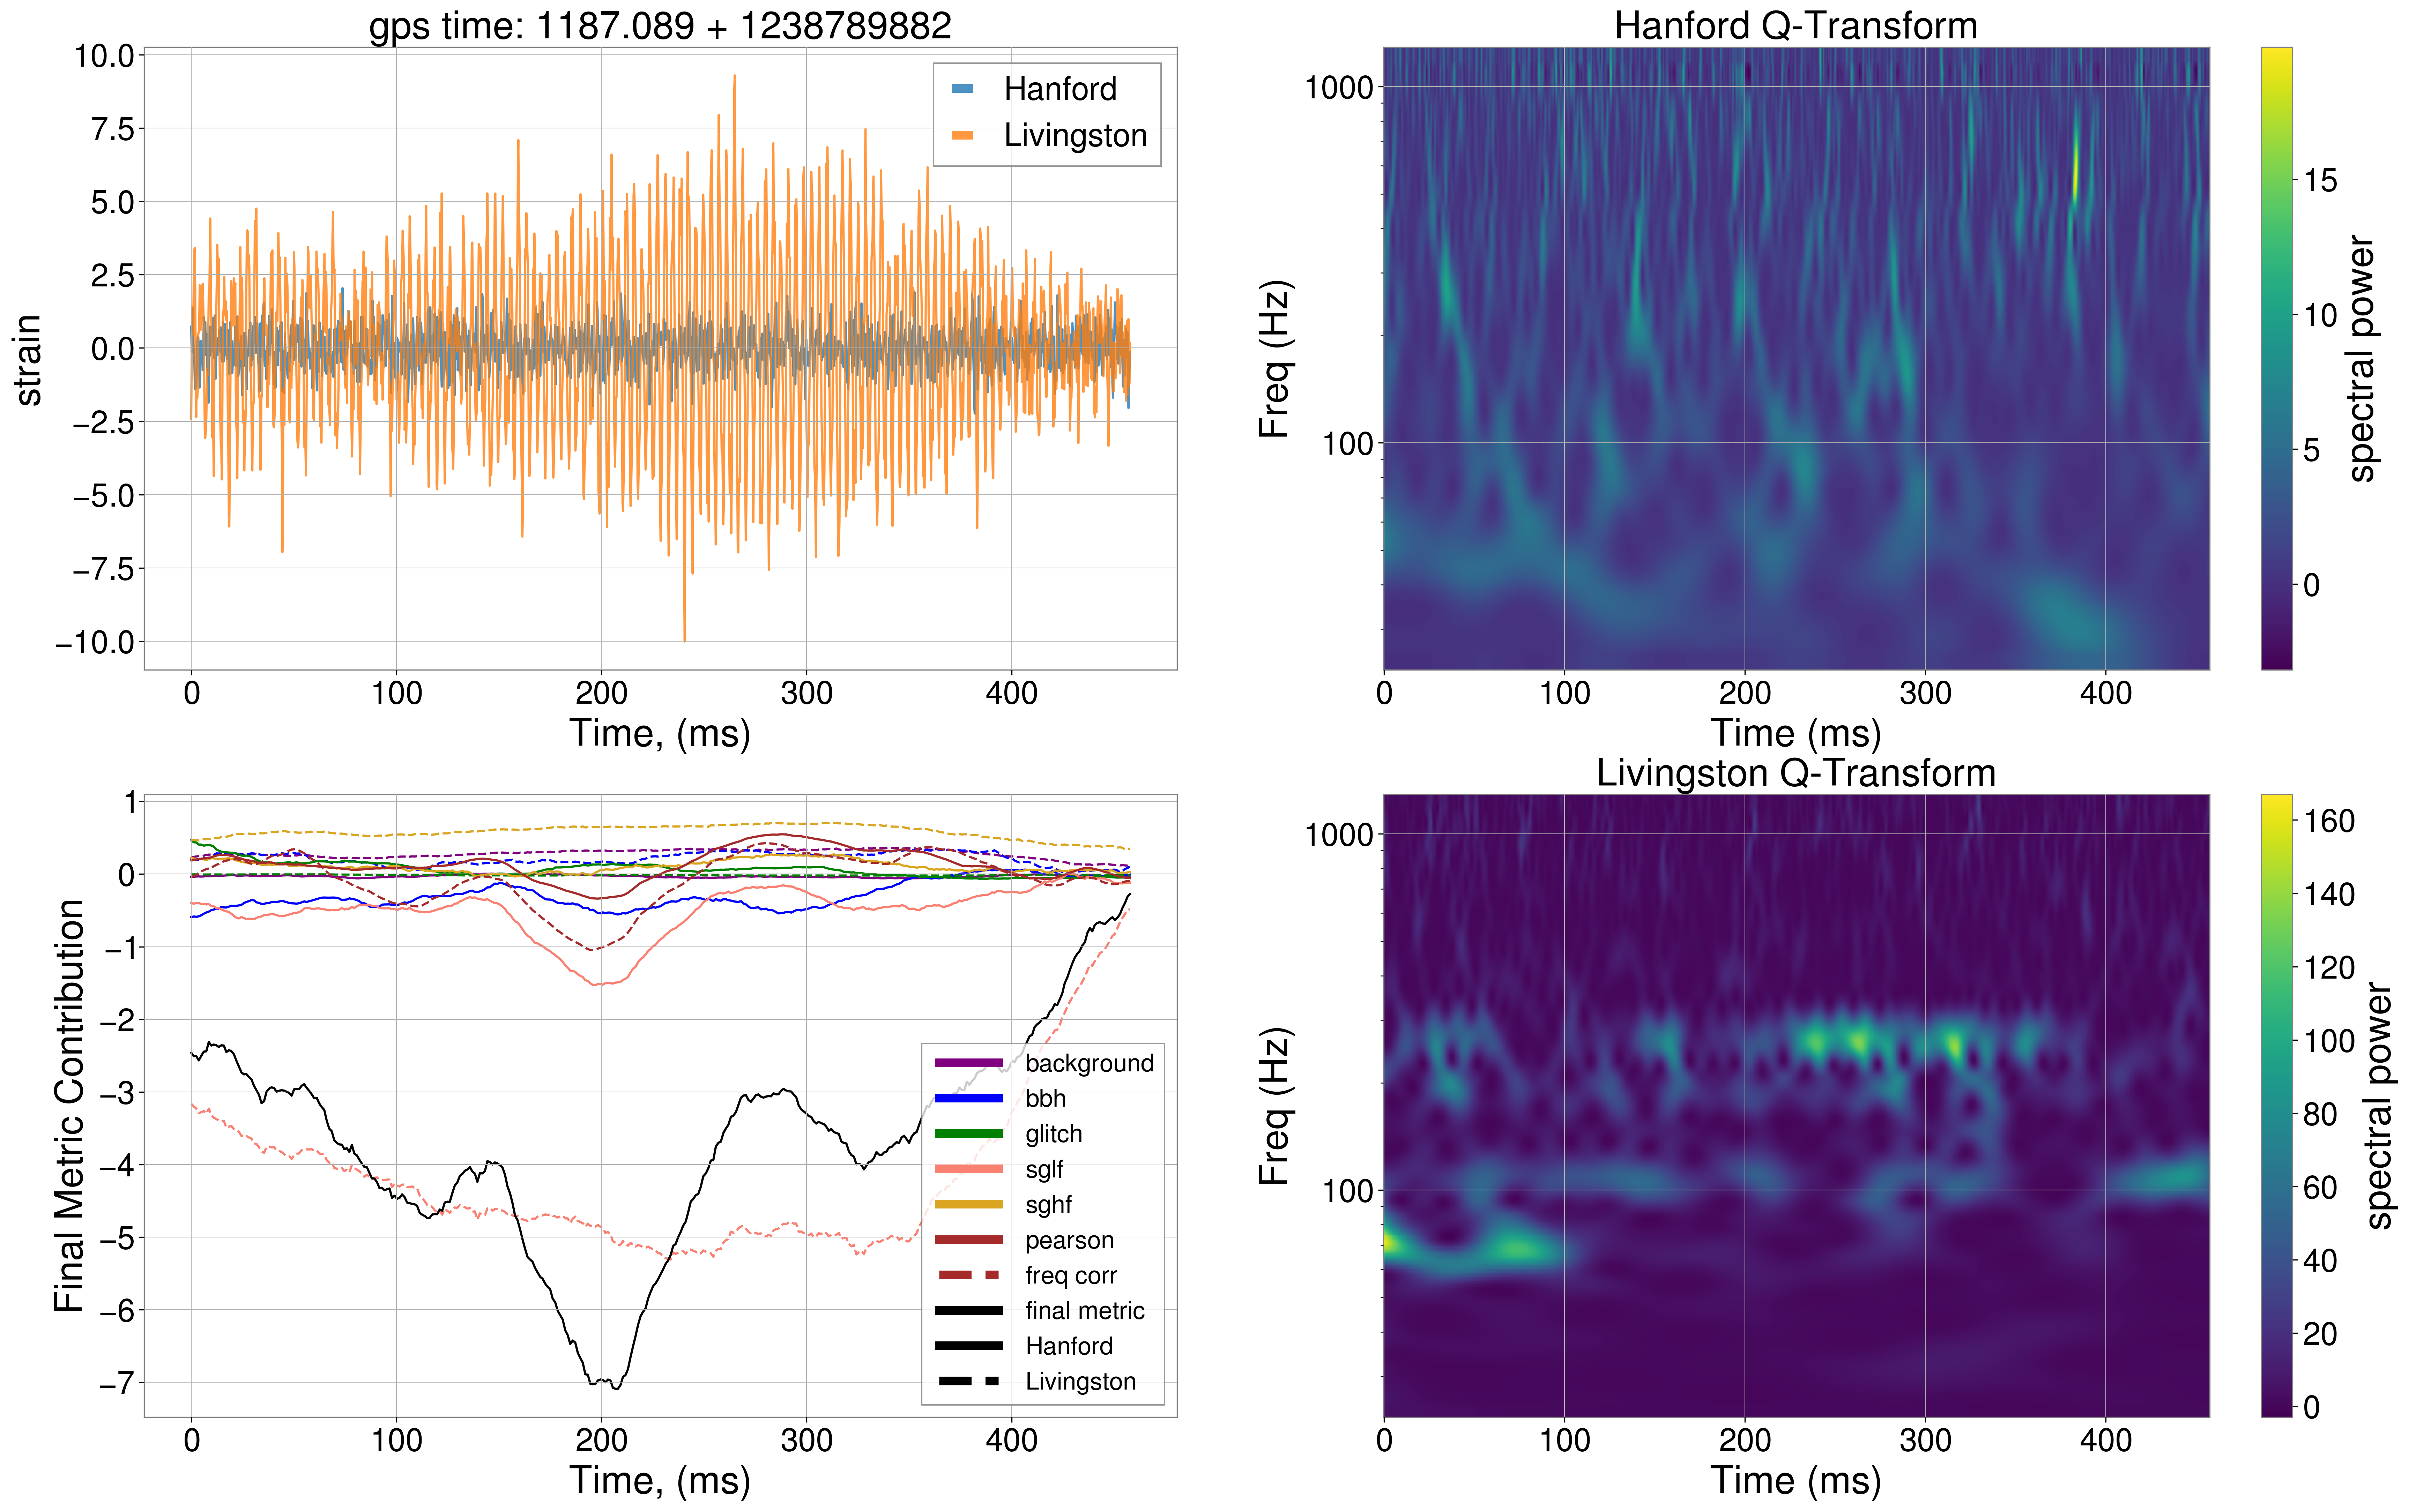 gps time: 1187.089 + 1238789882
10.0
7.5
5.0
2.5
0.0
−2.5
−5.0
−7.5
−10.0
strain
Hanford
Livingston
0 100 200 300 400
Time, (ms)
Hanford Q-Transform
1000
100
Freq (Hz)
0 100 200 300 400
Time (ms)
15
10
5
0
spectral power
1
0
−1
−2
−3
−4
−5
−6
−7
Final Metric Contribution
background
bbh
glitch
sglf
sghf
pearson
freq corr
final metric
Hanford
Livingston
0 100 200 300 400
Time, (ms)
Livingston Q-Transform
1000
100
Freq (Hz)
0 100 200 300 400
Time (ms)
160
140
120
100
80
60
40
20
0
spectral power